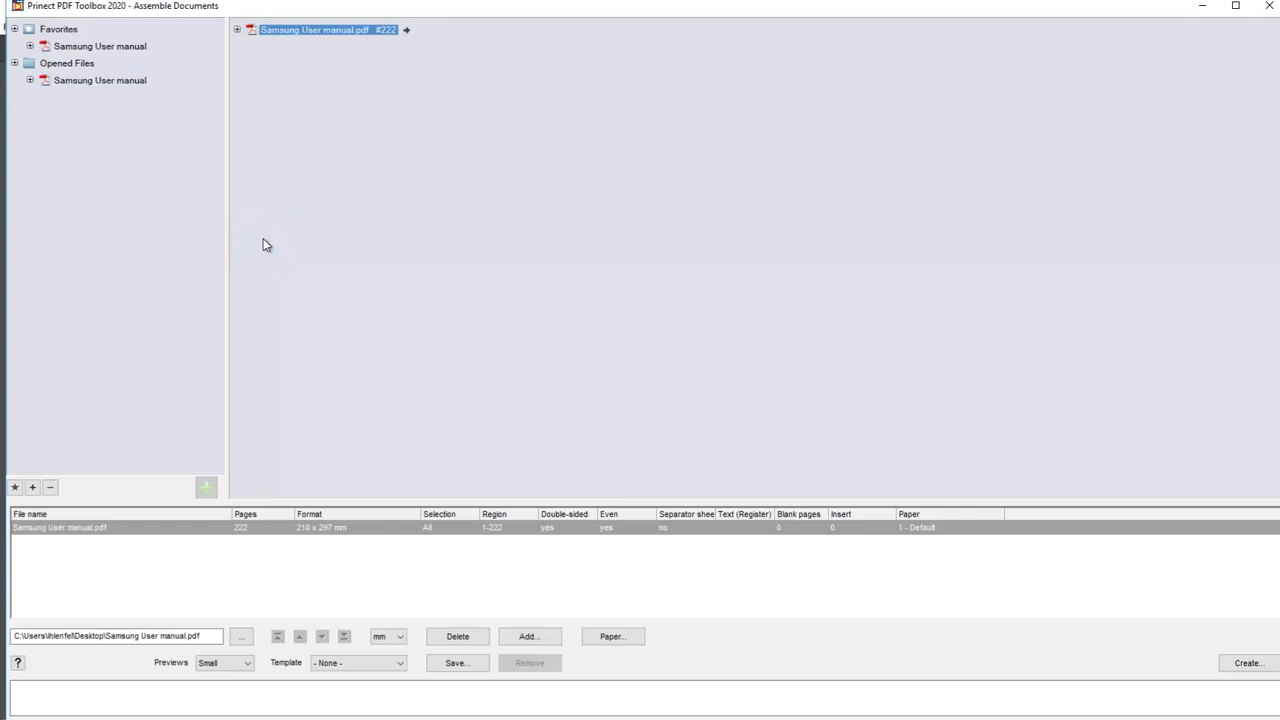 Prinect PDF Toolbox 2020 - Assemble Documents
Favorites
Samsung User manual
Opened Files
Samsung User manual
Samsung User manual.pdf #222
File name Pages Format Selection Region Double-sided Even Separator shee Text (Register) Blank pages Insert Paper
Samsung User manual.pdf 222 210 x 297 mm All 1-222 yes yes no 0 0 1 - Default
C:\Users\ihlenfel\Desktop\Samsung User manual.pdf ... mm Delete Add... Paper...
? Previews Small Template - None - Save... Remove Create...